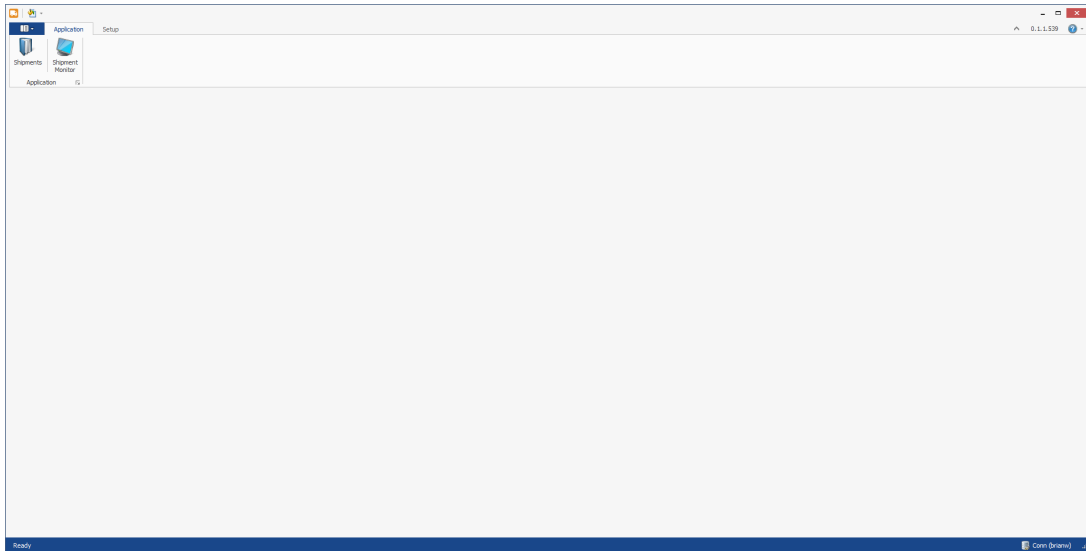 Application Setup
0.1.1.539
Shipments
Shipment
Monitor
Application
Ready
Conn (brianw)